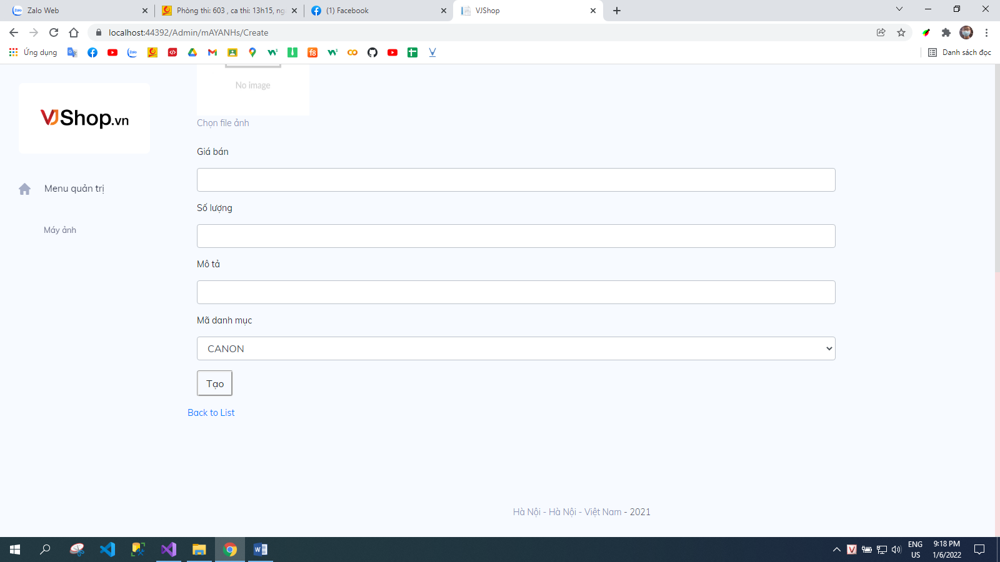 Zalo Web
Phòng thi: 603 , ca thi: 13h15, ng
(1) Facebook
VJShop
localhost:44392/Admin/mAYANHs/Create
Ứng dụng
Danh sách đọc
VJShop.vn
No image
Chọn file ảnh
Menu quản trị
Máy ảnh
Giá bán
Số lượng
Mô tả
Mã danh mục
CANON
Tạo
Back to List
Hà Nội - Hà Nội - Việt Nam - 2021
ENG
US
9:18 PM
1/6/2022